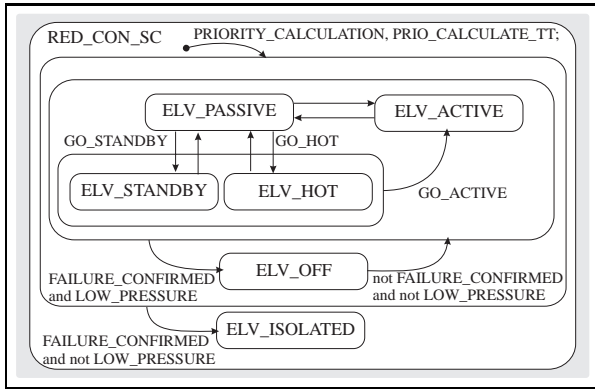 RED_CON_SC
PRIORITY_CALCULATION, PRIO_CALCULATE_TT;
ELV_PASSIVE
ELV_ACTIVE
GO_STANDBY
GO_HOT
ELV_STANDBY
ELV_HOT
GO_ACTIVE
ELV_OFF
FAILURE_CONFIRMED
and LOW_PRESSURE
not FAILURE_CONFIRMED
and not LOW_PRESSURE
ELV_ISOLATED
FAILURE_CONFIRMED
and not LOW_PRESSURE